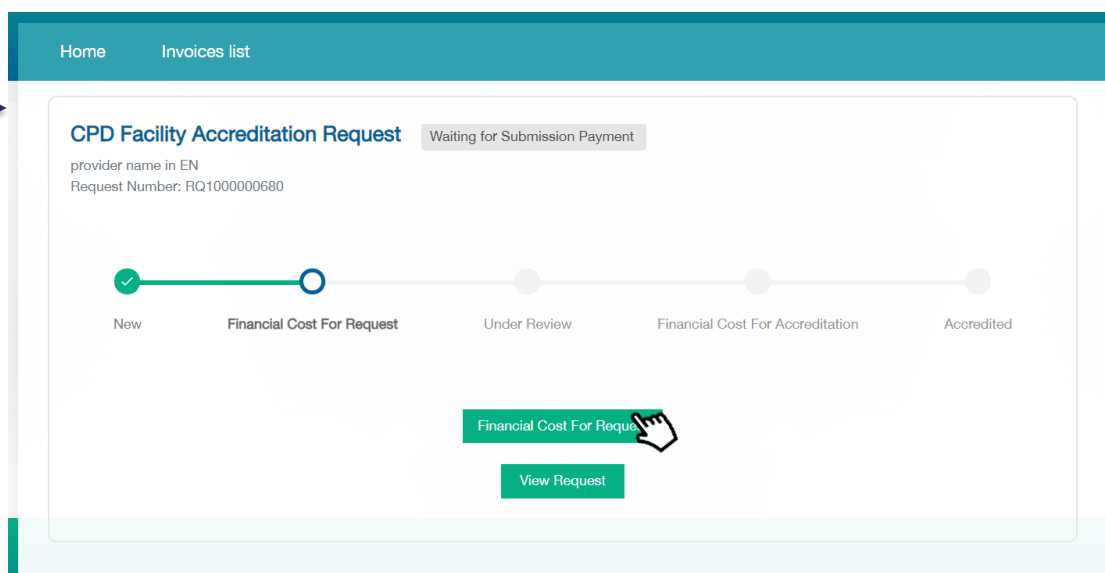 Home Invoices list
CPD Facility Accreditation Request Waiting for Submission Payment
provider name in EN
Request Number: RQ1000000680
New Financial Cost For Request Under Review Financial Cost For Accreditation Accredited
Financial Cost For Reque
View Request